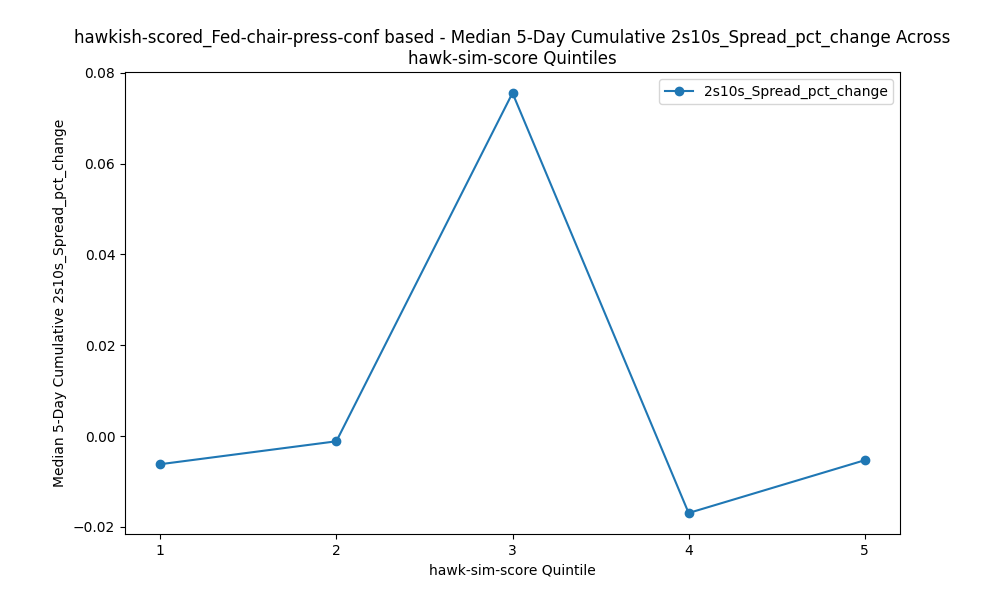 hawkish-scored_Fed-chair-press-conf based - Median 5-Day Cumulative 2s10s_Spread_pct_change Across
hawk-sim-score Quintiles
2s10s_Spread_pct_change
Median 5-Day Cumulative 2s10s_Spread_pct_change
0.08
0.06
0.04
0.02
0.00
−0.02
1 2 3 4 5
hawk-sim-score Quintile